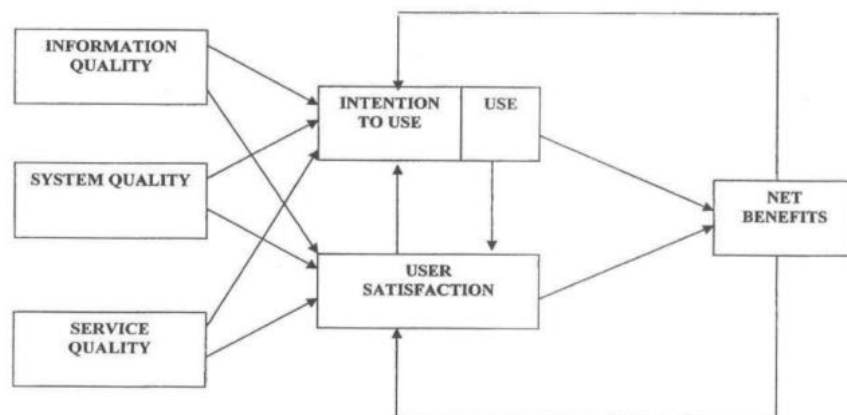 INFORMATION
QUALITY
INTENTION
TO USE
USE
SYSTEM QUALITY
NET
BENEFITS
USER
SATISFACTION
SERVICE
QUALITY